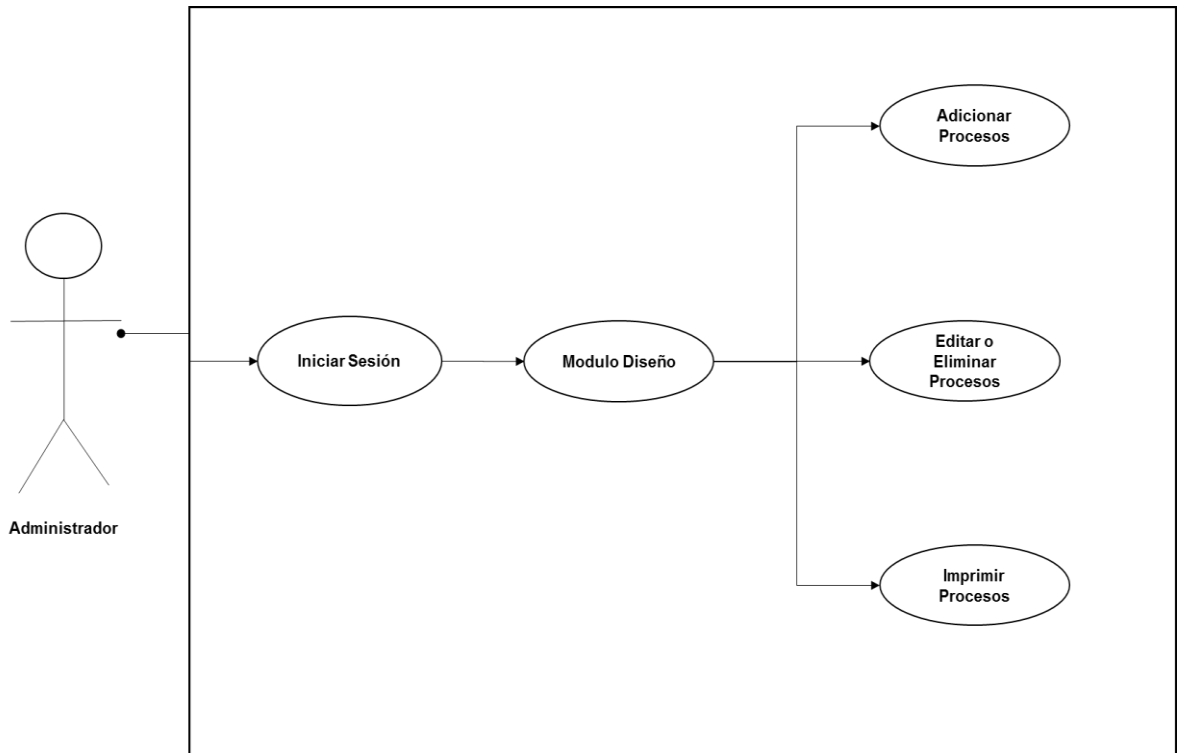 Adicionar
Procesos
Iniciar Sesión
Modulo Diseño
Editar o
Eliminar
Procesos
Administrador
Imprimir
Procesos